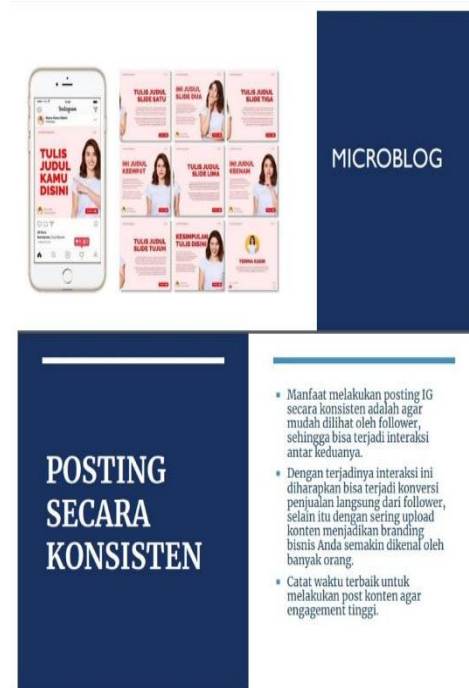 Instagram
TULIS
JUDUL
KAMU
DISINI
TULIS JUDUL
SLIDE SATU
INI JUDUL
SLIDE DUA
TULIS JUDUL
SLIDE TIGA
INI JUDUL
KEEMPAT
TULIS JUDUL
SLIDE LIMA
INI JUDUL
KEENAM
TULIS JUDUL
SLIDE TUJUH
KESIMPULAN
TULIS DISINI
TERIMA KASIH
MICROBLOG
POSTING
SECARA
KONSISTEN
▪ Manfaat melakukan posting IG
secara konsisten adalah agar
mudah dilihat oleh follower,
sehingga bisa terjadi interaksi
antar keduanya.
▪ Dengan terjadinya interaksi ini
diharapkan bisa terjadi konversi
penjualan langsung dari follower,
selain itu dengan sering upload
konten menjadikan branding
bisnis Anda semakin dikenal oleh
banyak orang.
▪ Catat waktu terbaik untuk
melakukan post konten agar
engagement tinggi.